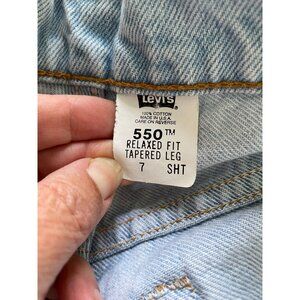 Levi's
100% COTTON
MADE IN U.S.A.
CARE ON REVERSE
550™
RELAXED FIT
TAPERED LEG
7 SHT